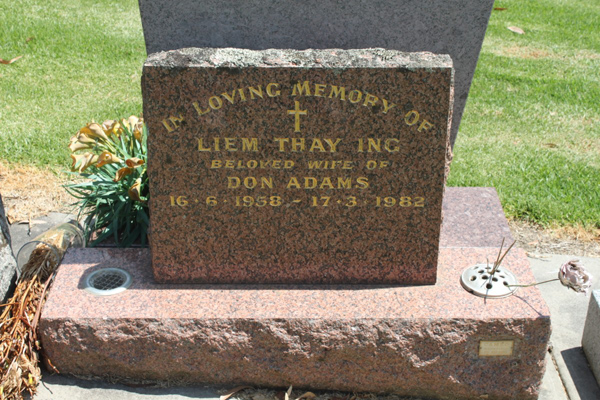 IN LOVING MEMORY OF
LIEM THAY ING
BELOVED WIFE OF
DON ADAMS
16·6·1958 - 17·3·1982